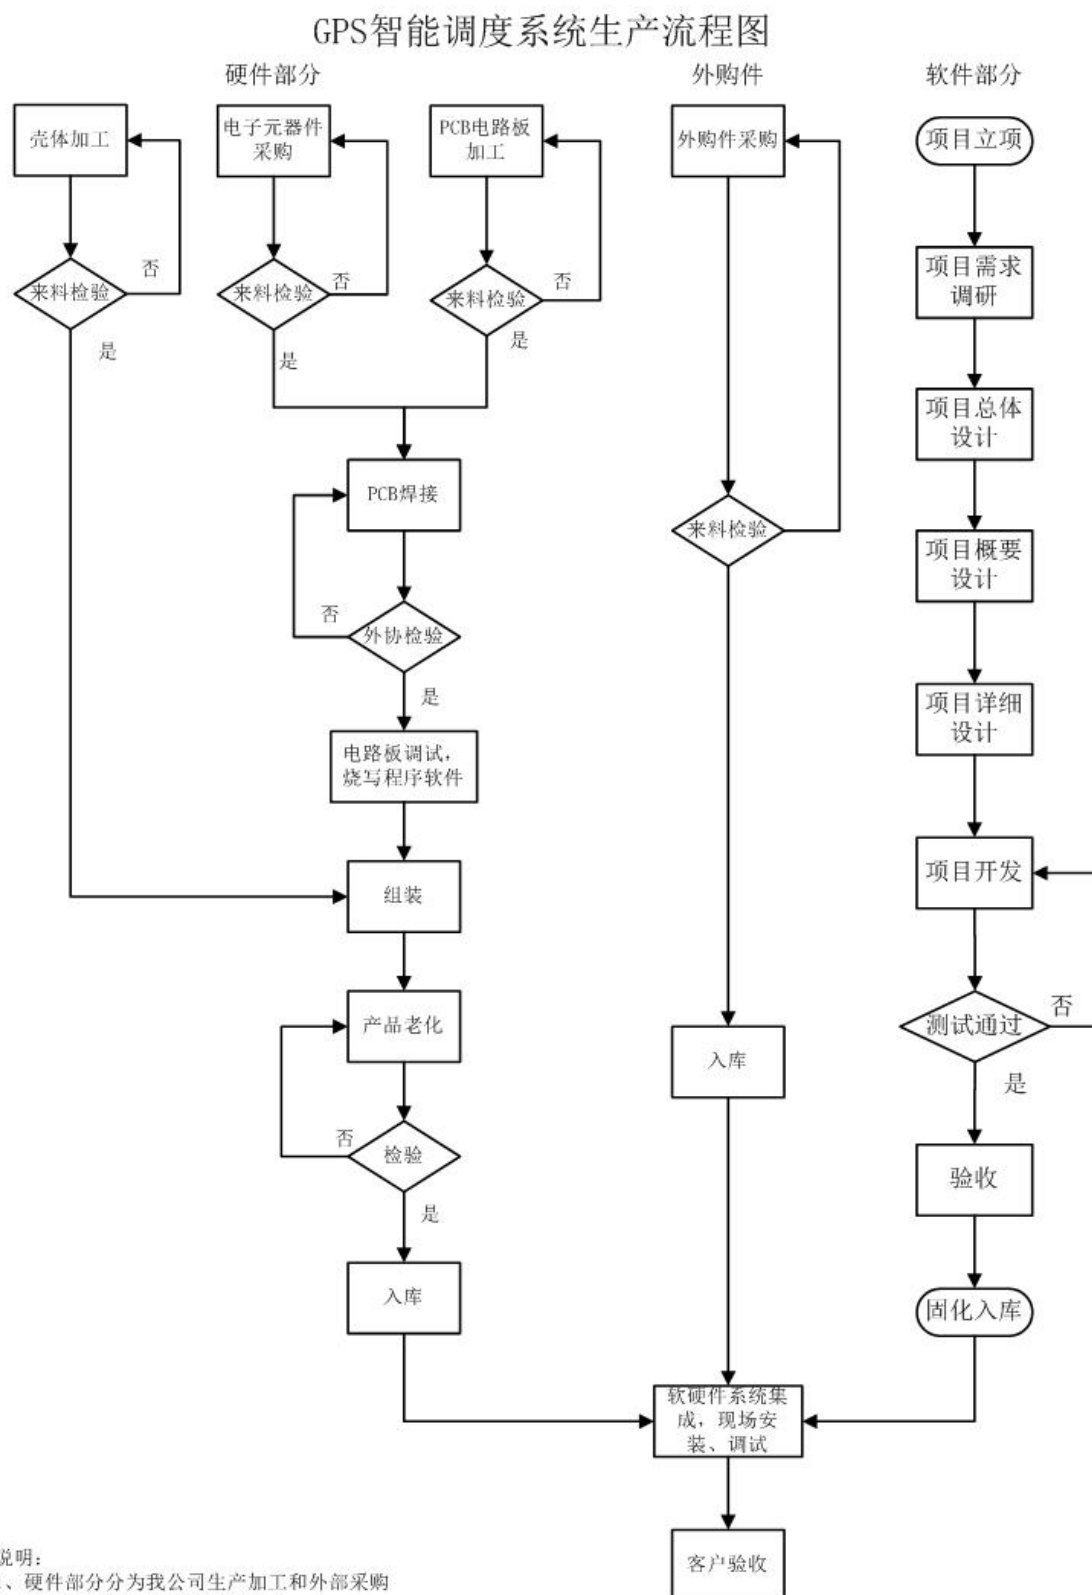 GPS智能调度系统生产流程图
硬件部分
外购件
软件部分
壳体加工
电子元器件
采购
PCB电路板
加工
外购件采购
项目立项
来料检验
否
是
来料检验
否
是
来料检验
否
是
项目需求
调研
项目总体
设计
PCB焊接
来料检验
项目概要
设计
否
外协检验
是
项目详细
设计
电路板调试，
烧写程序软件
组装
项目开发
产品老化
测试通过
否
是
入库
否
检验
是
验收
入库
固化入库
软硬件系统集
成，现场安
装、调试
客户验收
说明：
、硬件部分分为我公司生产加工和外部采购